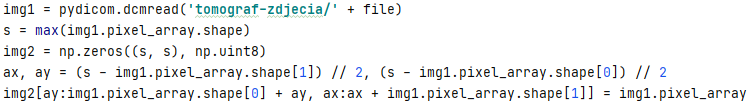 img1 = pydicom.dcmread('tomograf-zdjecia/' + file)
s = max(img1.pixel_array.shape)
img2 = np.zeros((s, s), np.uint8)
ax, ay = (s - img1.pixel_array.shape[1]) // 2, (s - img1.pixel_array.shape[0]) // 2
img2[ay:img1.pixel_array.shape[0] + ay, ax:ax + img1.pixel_array.shape[1]] = img1.pixel_array